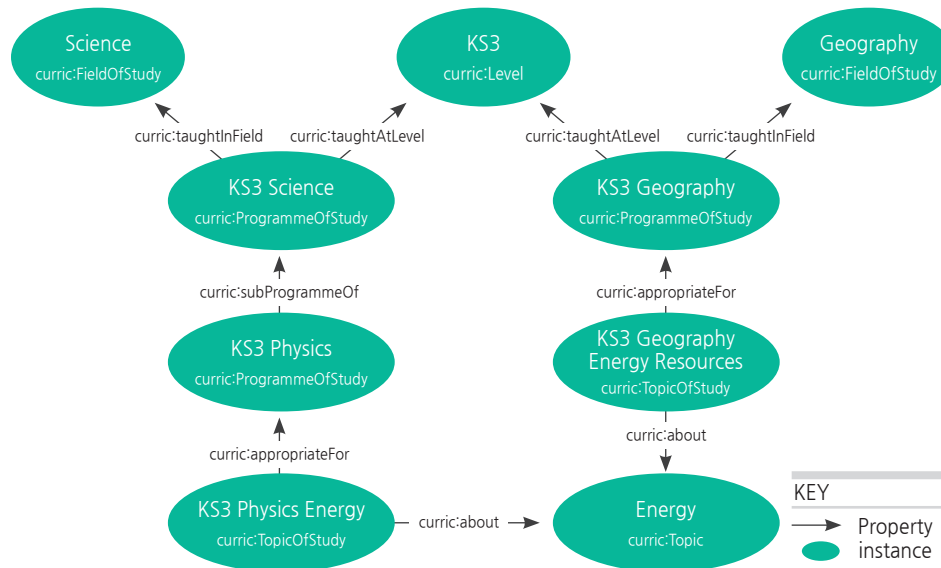 Science
curric:FieldOfStudy
KS3
curric:Level
Geography
curric:FieldOfStudy
curric:taughtInField
curric:taughtAtLevel
curric:taughtAtLevel
curric:taughtInField
KS3 Science
curric:ProgrammeOfStudy
KS3 Geography
curric:ProgrammeOfStudy
curric:subProgrammeOf
curric:appropriateFor
KS3 Physics
curric:ProgrammeOfStudy
KS3 Geography
Energy Resources
curric:TopicOfStudy
curric:appropriateFor
curric:about
KS3 Physics Energy
curric:TopicOfStudy
curric:about
Energy
curric:Topic
KEY
Property
instance